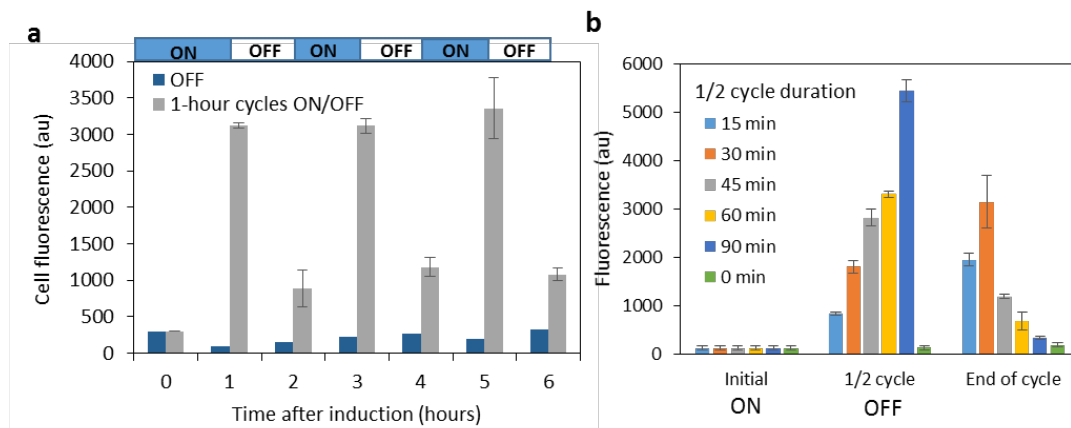 a
ON OFF ON OFF ON OFF
4000
3500
3000
2500
2000
1500
1000
500
0
Cell fluorescence (au)
OFF
1-hour cycles ON/OFF
0 1 2 3 4 5 6
Time after induction (hours)
b
6000
5000
4000
3000
2000
1000
0
Fluorescence (au)
1/2 cycle duration
15 min
30 min
45 min
60 min
90 min
0 min
Initial 1/2 cycle End of cycle
ON OFF